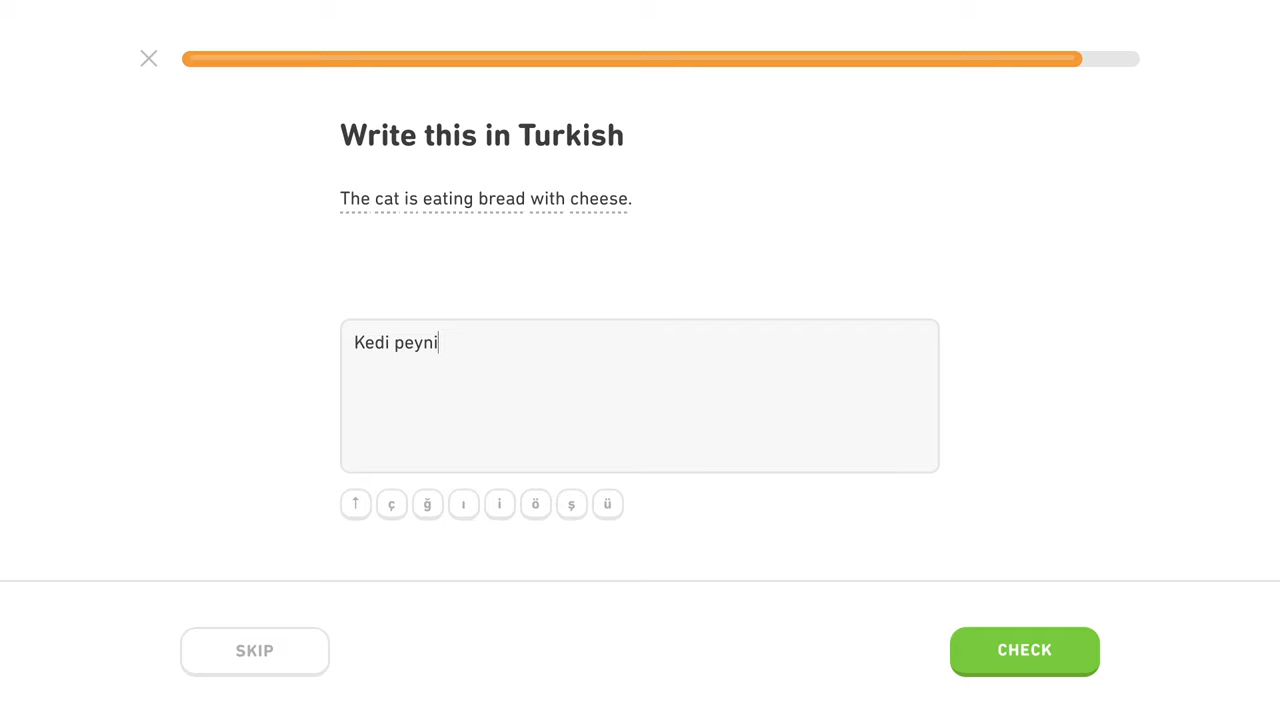 Write this in Turkish
The cat is eating bread with cheese.
Kedi peyni
↑ ç ğ ı i ö ş ü
SKIP
CHECK